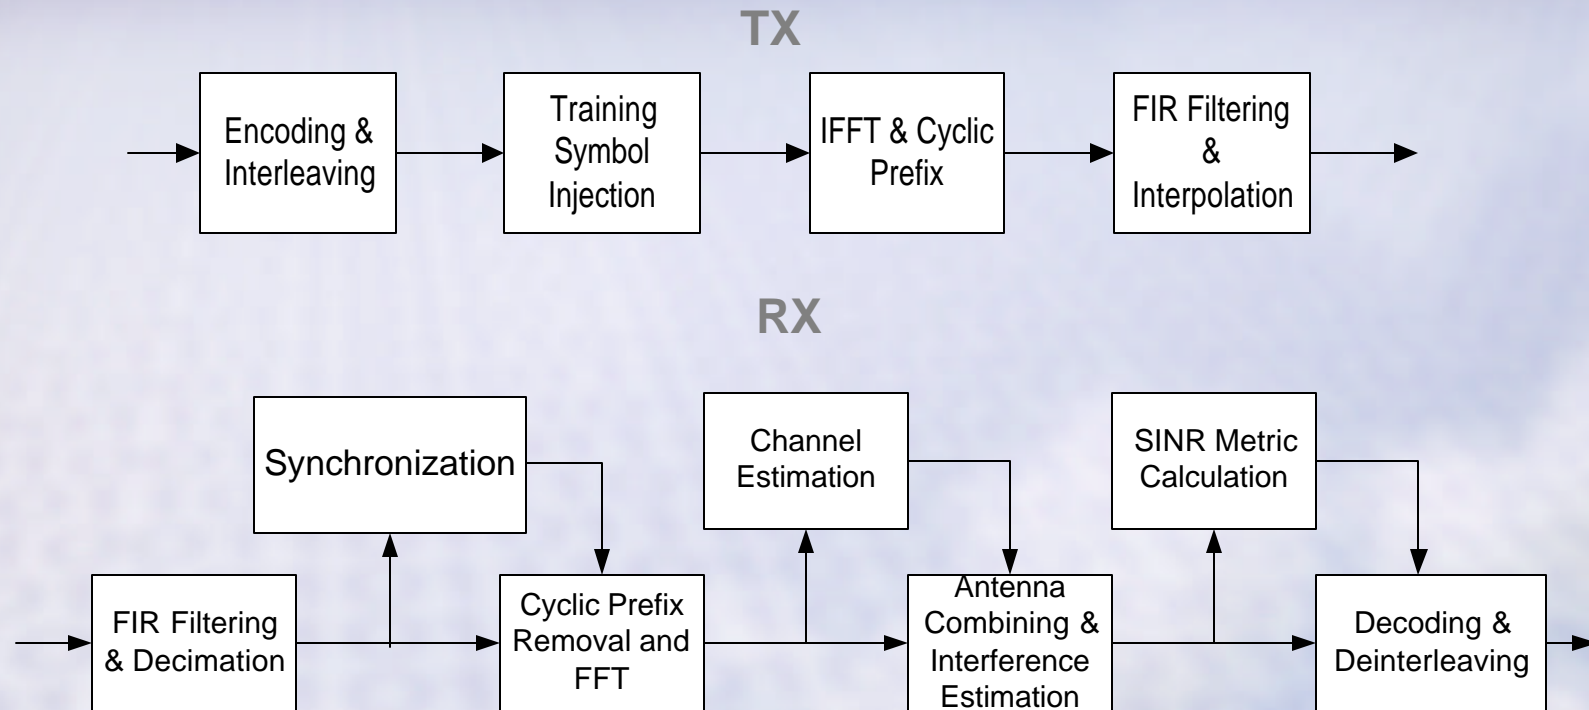 TX
Encoding &
Interleaving
Training
Symbol
Injection
IFFT & Cyclic
Prefix
FIR Filtering
&
Interpolation
RX
Synchronization
Channel
Estimation
SINR Metric
Calculation
FIR Filtering
& Decimation
Cyclic Prefix
Removal and
FFT
Antenna
Combining &
Interference
Estimation
Decoding &
Deinterleaving